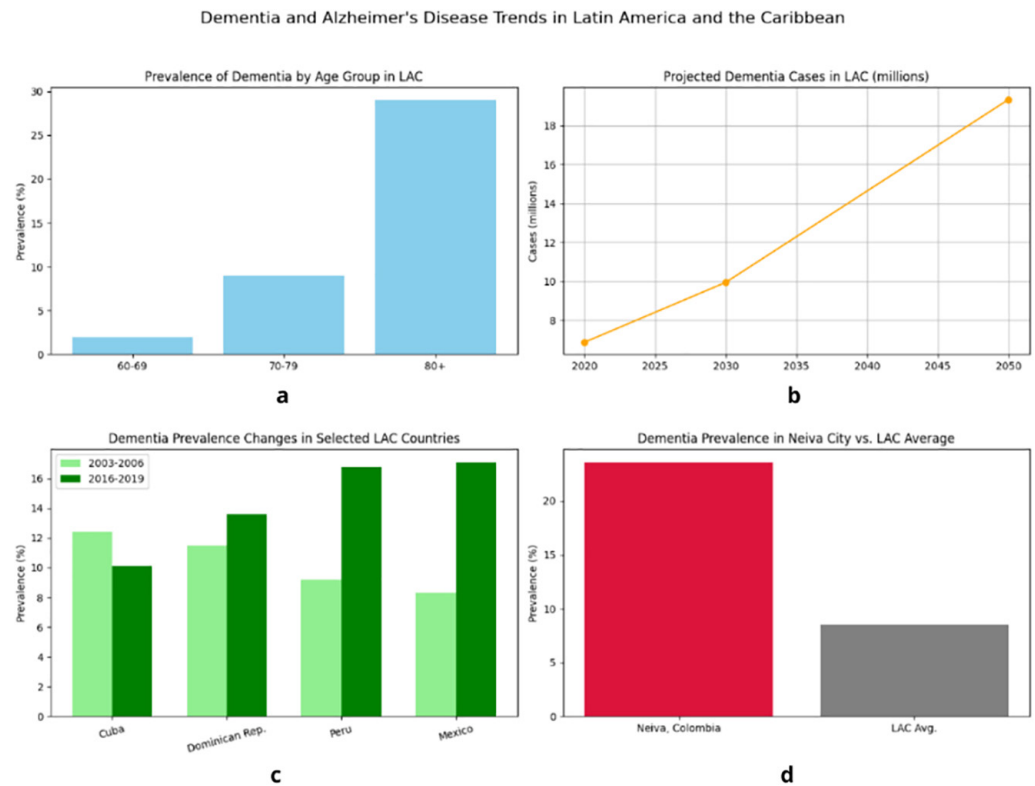 Dementia and Alzheimer's Disease Trends in Latin America and the Caribbean
Prevalence of Dementia by Age Group in LAC
Prevalence (%)
30
25
20
15
10
5
0
60-69
70-79
80+
a
Projected Dementia Cases in LAC (millions)
Cases (millions)
18
16
14
12
10
8
2020
2025
2030
2035
2040
2045
2050
b
Dementia Prevalence Changes in Selected LAC Countries
2003-2006
2016-2019
Prevalence (%)
16
14
12
10
8
6
4
2
0
Cuba
Dominican Rep.
Peru
Mexico
c
Dementia Prevalence in Neiva City vs. LAC Average
Prevalence (%)
20
15
10
5
0
Neiva, Colombia
LAC Avg.
d